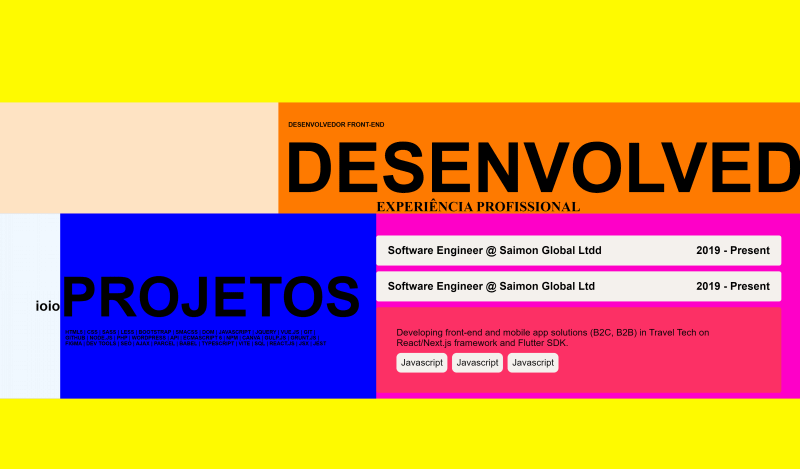 DESENVOLVEDOR FRONT-END
DESENVOLVED
EXPERIÊNCIA PROFISSIONAL
ioio
PROJETOS
Software Engineer @ Saimon Global Ltdd
2019 - Present
Software Engineer @ Saimon Global Ltd
2019 - Present
Developing front-end and mobile app solutions (B2C, B2B) in Travel Tech on
React/Next.js framework and Flutter SDK.
Javascript Javascript Javascript